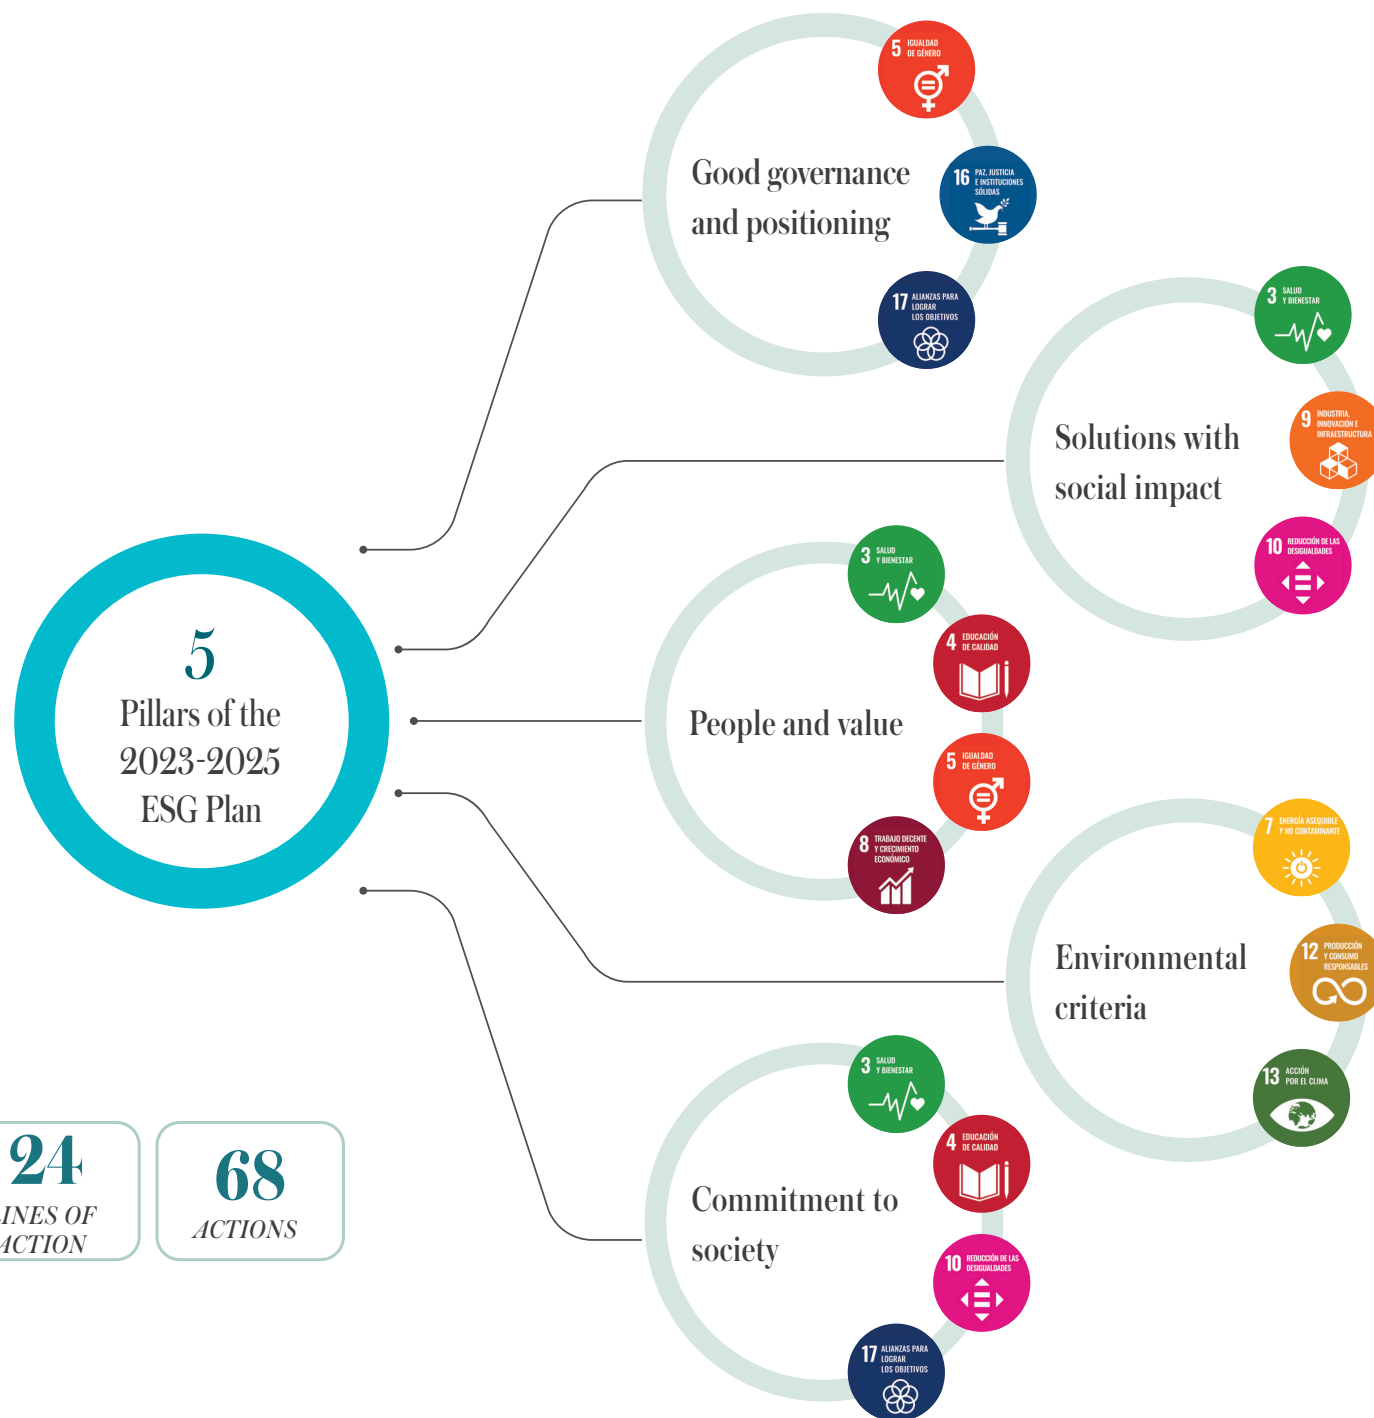 5
Pillars of the
2023-2025
ESG Plan
Good governance
and positioning
5 IGUALDAD
DE GÉNERO
16 PAZ, JUSTICIA
E INSTITUCIONES
SÓLIDAS
17 ALIANZAS PARA
LOGRAR
LOS OBJETIVOS
Solutions with
social impact
3 SALUD
Y BIENESTAR
9 INDUSTRIA,
INNOVACIÓN E
INFRAESTRUCTURA
10 REDUCCIÓN DE LAS
DESIGUALDADES
People and value
3 SALUD
Y BIENESTAR
4 EDUCACIÓN
DE CALIDAD
5 IGUALDAD
DE GÉNERO
8 TRABAJO DECENTE
Y CRECIMIENTO
ECONÓMICO
Environmental
criteria
7 ENERGÍA ASEQUIBLE
Y NO CONTAMINANTE
12 PRODUCCIÓN
Y CONSUMO
RESPONSABLES
13 ACCIÓN
POR EL CLIMA
Commitment to
society
3 SALUD
Y BIENESTAR
4 EDUCACIÓN
DE CALIDAD
10 REDUCCIÓN DE LAS
DESIGUALDADES
17 ALIANZAS PARA
LOGRAR
LOS OBJETIVOS
24
INES OF
ACTION
68
ACTIONS